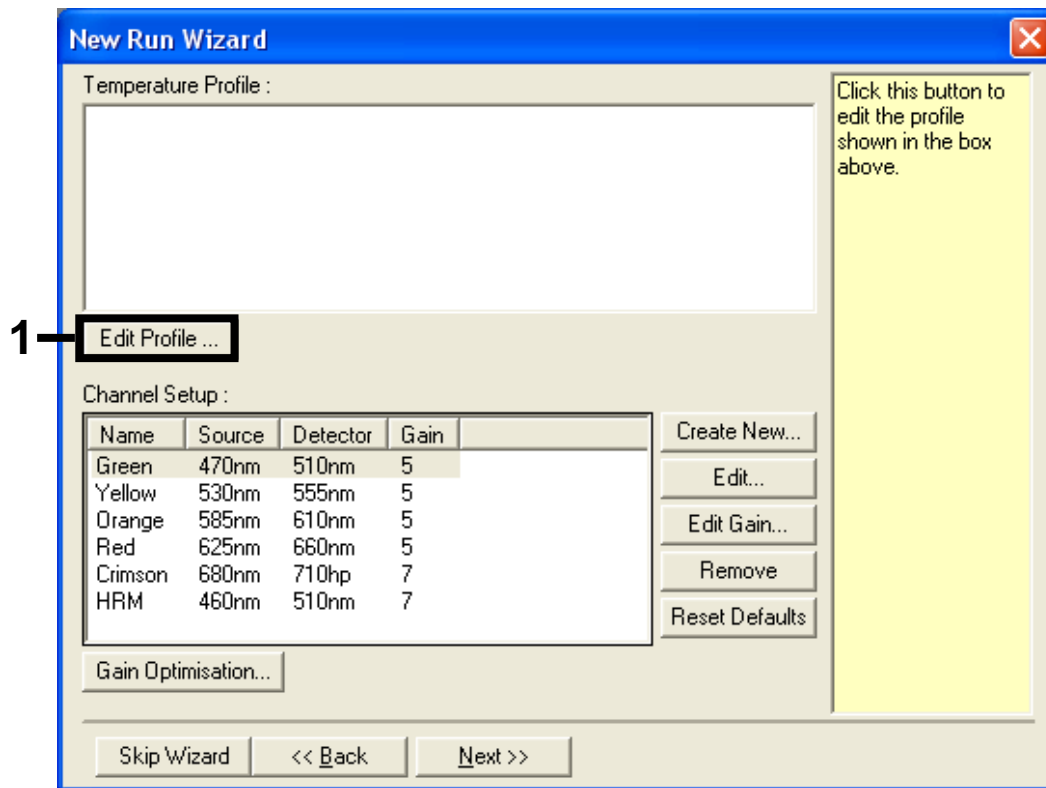 New Run Wizard
Temperature Profile :
Click this button to
edit the profile
shown in the box
above.
1
Edit Profile ...
Channel Setup :
Name Source Detector Gain
Green 470nm 510nm 5
Yellow 530nm 555nm 5
Orange 585nm 610nm 5
Red 625nm 660nm 5
Crimson 680nm 710hp 7
HRM 460nm 510nm 7
Create New...
Edit...
Edit Gain...
Remove
Reset Defaults
Gain Optimisation...
Skip Wizard << Back Next >>